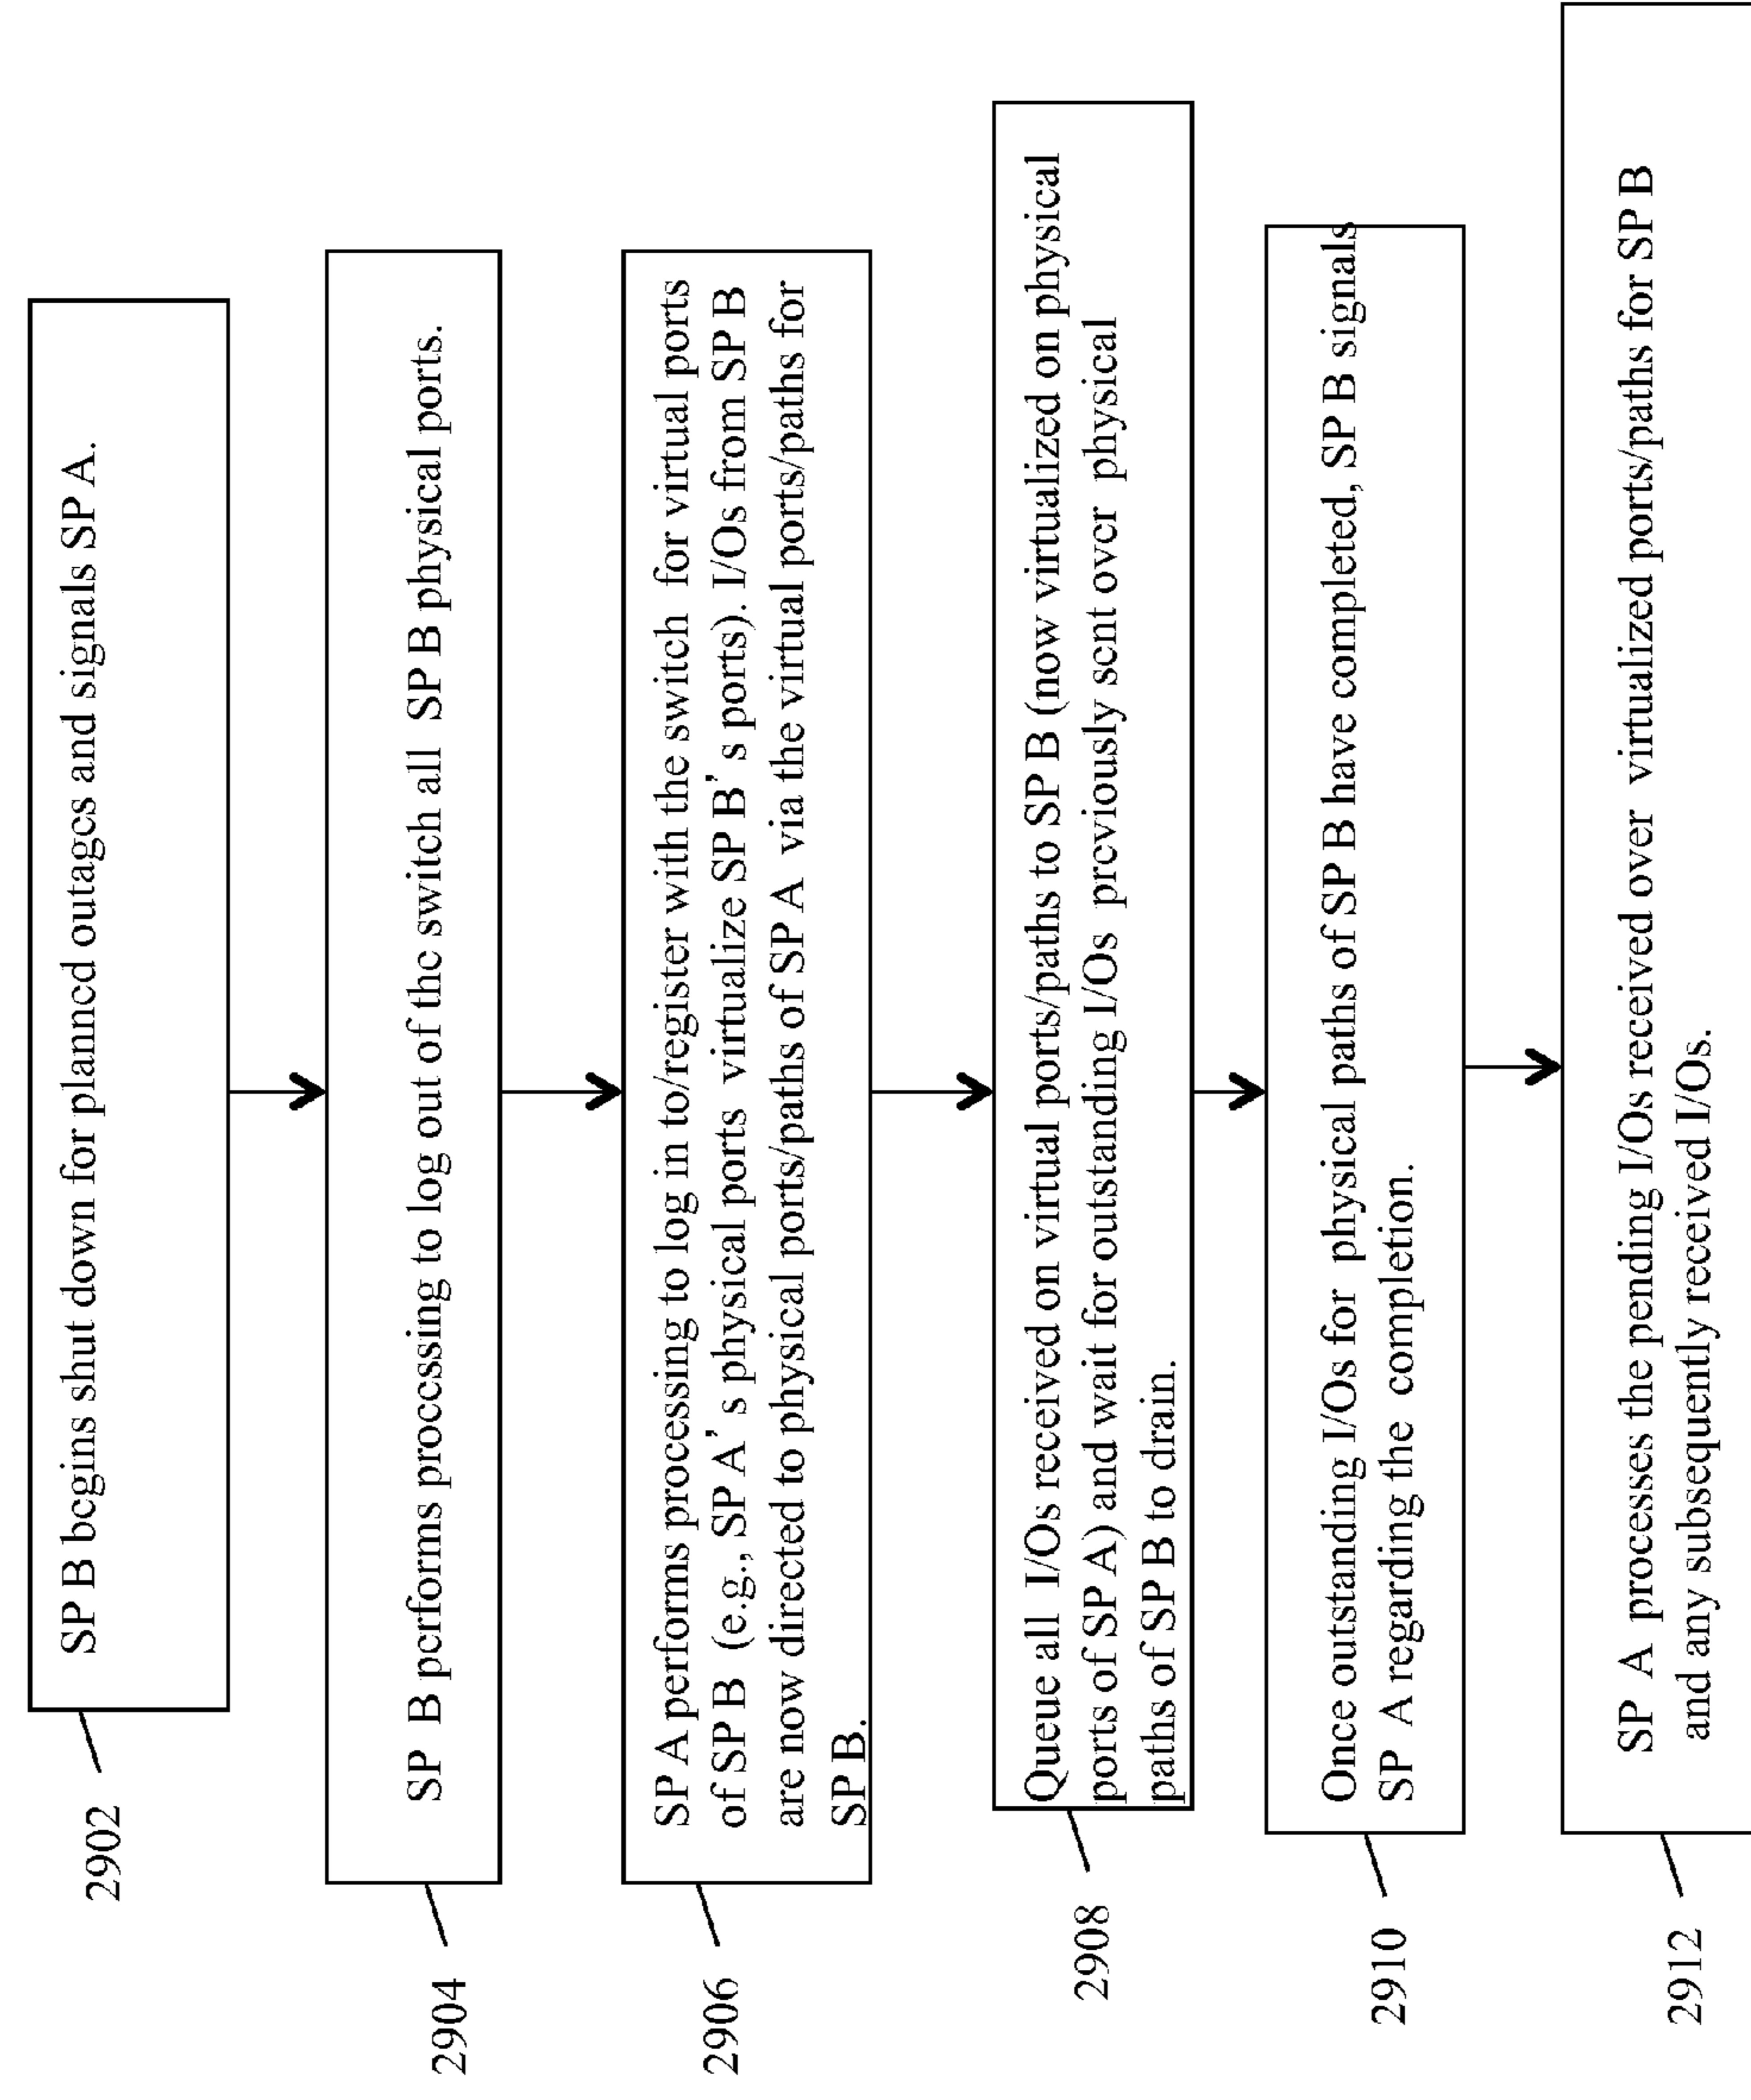 2902
SP B begins shut down for planned outages and signals SP A.
2904
SP B performs processing to log out of the switch all SP B physical ports.
2906
SP A performs processing to log in to/register with the switch for virtual ports
of SP B (e.g., SP A's physical ports virtualize SP B's ports). I/Os from SP B
are now directed to physical ports/paths of SP A via the virtual ports/paths for
SP B.
2908
Queue all I/Os received on virtual ports/paths to SP B (now virtualized on physical
ports of SP A) and wait for outstanding I/Os previously sent over physical
paths of SP B to drain.
2910
Once outstanding I/Os for physical paths of SP B have completed, SP B signals
SP A regarding the completion.
2912
SP A processes the pending I/Os received over virtualized ports/paths for SP B
and any subsequently received I/Os.